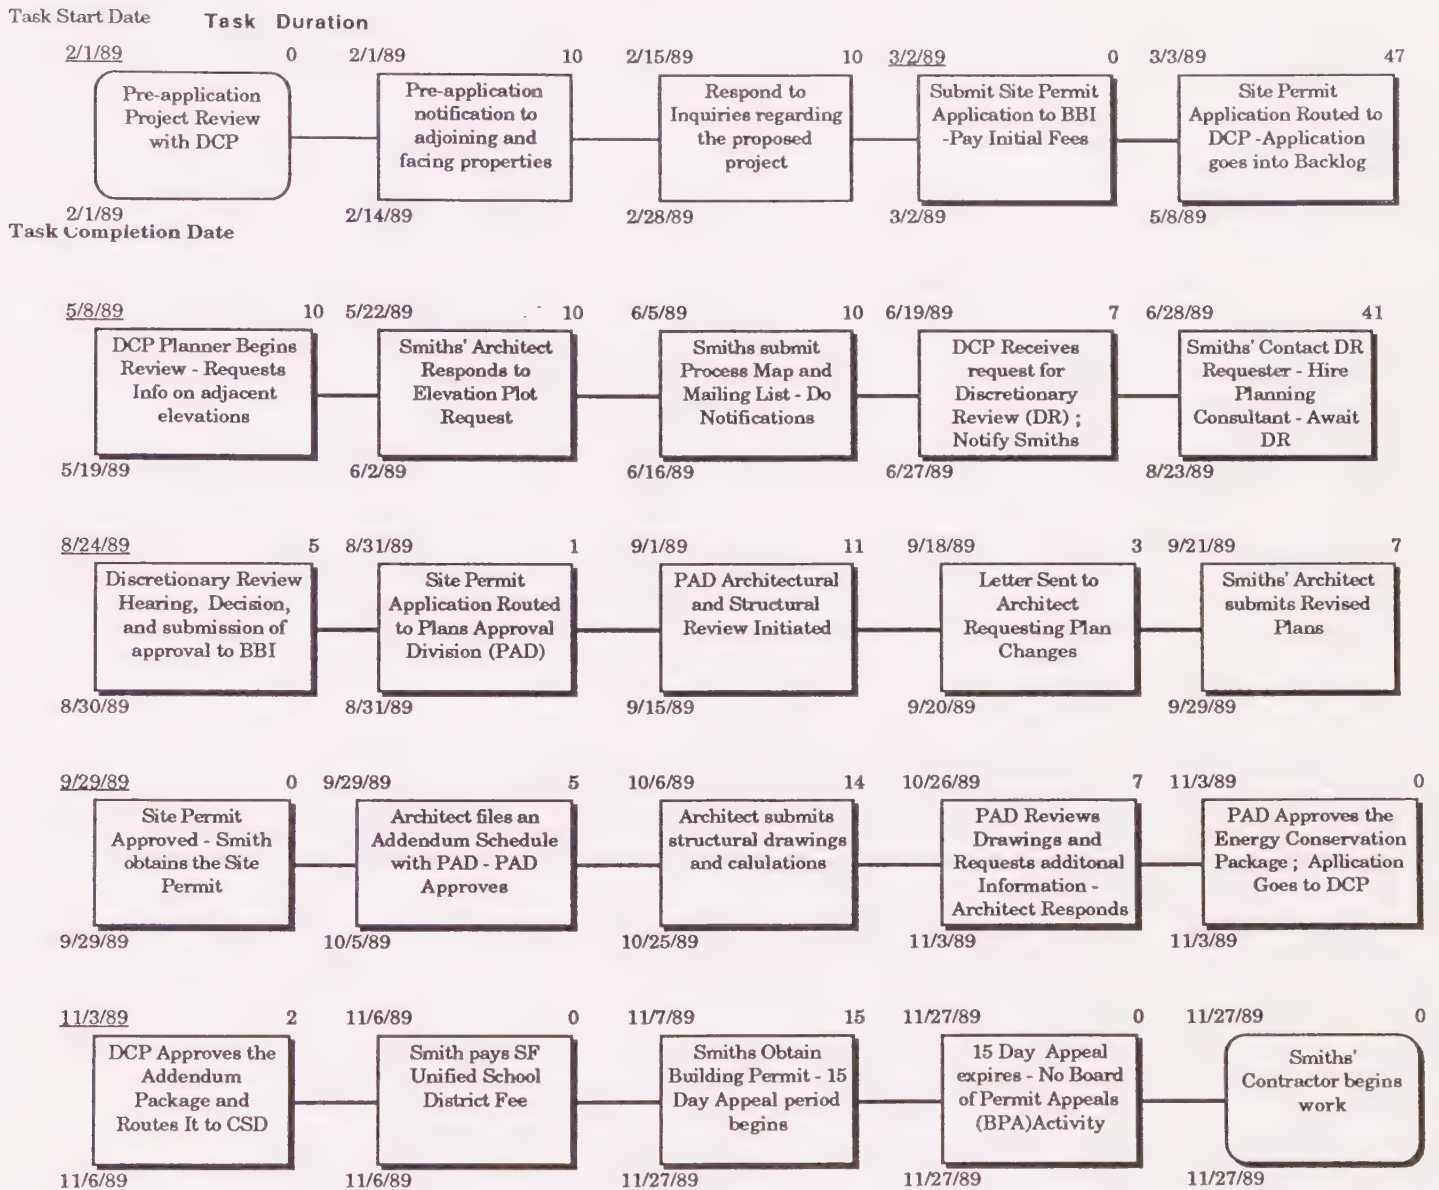 Task Start Date Task Duration
2/1/89 0
Pre-application
Project Review
with DCP
2/1/89
Task Completion Date
2/1/89 10
Pre-application
notification to
adjoining and
facing properties
2/14/89
2/15/89 10
Respond to
Inquiries regarding
the proposed
project
2/28/89
3/2/89 0
Submit Site Permit
Application to BBI
-Pay Initial Fees
3/2/89
3/3/89 47
Site Permit
Application Routed to
DCP -Application
goes into Backlog
5/8/89
5/8/89 10
DCP Planner Begins
Review - Requests
Info on adjacent
elevations
5/19/89
5/22/89 10
Smiths' Architect
Responds to
Elevation Plot
Request
6/2/89
6/5/89 10
Smiths submit
Process Map and
Mailing List - Do
Notifications
6/16/89
6/19/89 7
DCP Receives
request for
Discretionary
Review (DR) ;
Notify Smiths
6/27/89
6/28/89 41
Smiths' Contact DR
Requester - Hire
Planning
Consultant - Await
DR
8/23/89
8/24/89 5
Discretionary Review
Hearing, Decision,
and submission of
approval to BBI
8/30/89
8/31/89 1
Site Permit
Application Routed
to Plans Approval
Division (PAD)
8/31/89
9/1/89 11
PAD Architectural
and Structural
Review Initiated
9/15/89
9/18/89 3
Letter Sent to
Architect
Requesting Plan
Changes
9/20/89
9/21/89 7
Smiths' Architect
submits Revised
Plans
9/29/89
9/29/89 0
Site Permit
Approved - Smith
obtains the Site
Permit
9/29/89
9/29/89 5
Architect files an
Addendum Schedule
with PAD - PAD
Approves
10/5/89
10/6/89 14
Architect submits
structural drawings
and calulations
10/25/89
10/26/89 7
PAD Reviews
Drawings and
Requests additonal
Information -
Architect Responds
11/3/89
11/3/89 0
PAD Approves the
Energy Conservation
Package ; Apllication
Goes to DCP
11/3/89
11/3/89 2
DCP Approves the
Addendum
Package and
Routes It to CSD
11/6/89
11/6/89 0
Smith pays SF
Unified School
District Fee
11/6/89
11/7/89 15
Smiths Obtain
Building Permit - 15
Day Appeal period
begins
11/27/89
11/27/89 0
15 Day Appeal
expires - No Board
of Permit Appeals
(BPA)Activity
11/27/89
11/27/89 0
Smiths'
Contractor begins
work
11/27/89